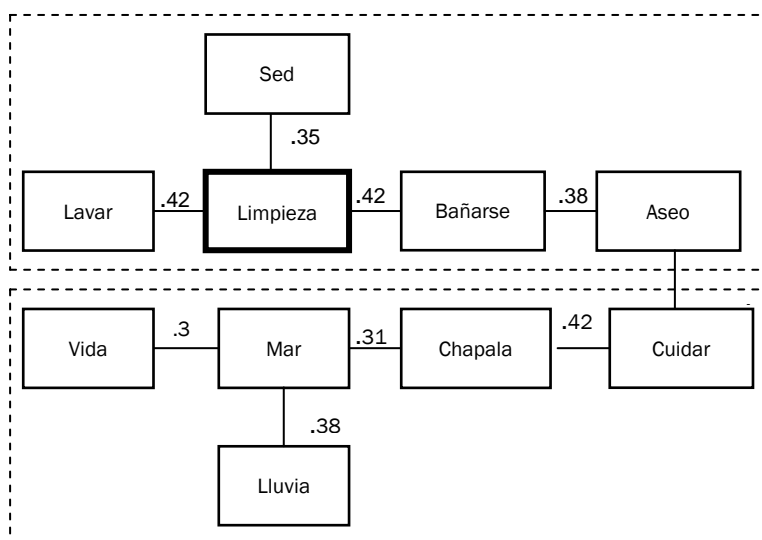 Sed
.35
Lavar
.42
Limpieza
.42
Bañarse
.38
Aseo
Vida
.3
Mar
.31
Chapala
.42
Cuidar
.38
Lluvia